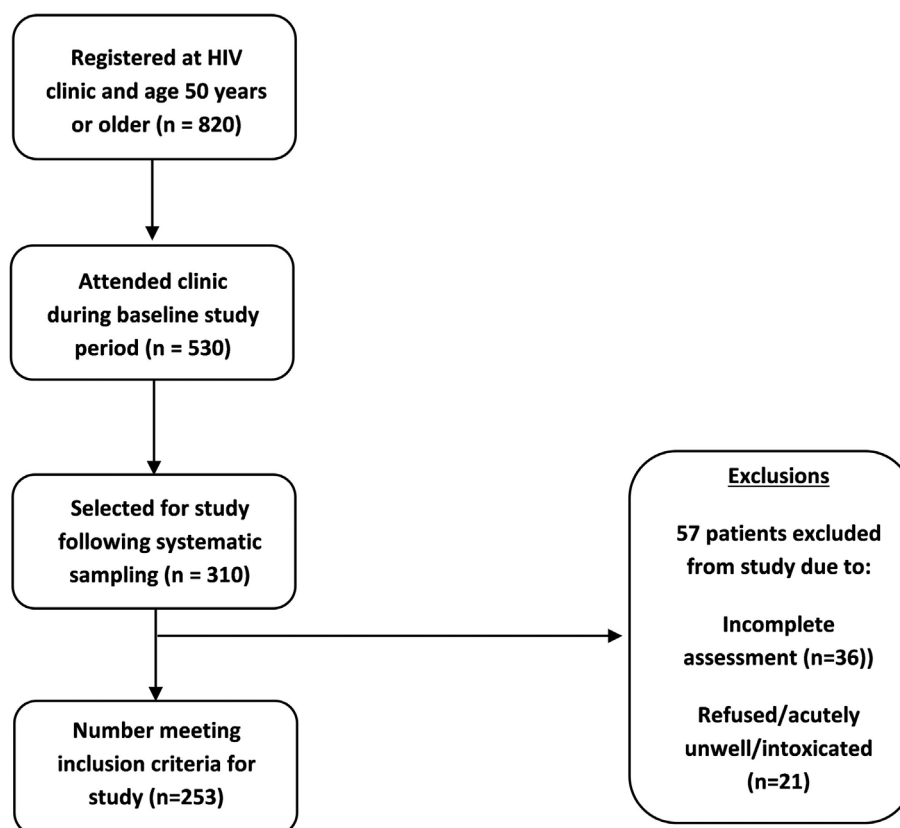 Registered at HIV
clinic and age 50 years
or older (n = 820)
Attended clinic
during baseline study
period (n = 530)
Selected for study
following systematic
sampling (n = 310)
Exclusions
57 patients excluded
from study due to:
Incomplete
assessment (n=36))
Refused/acutely
unwell/intoxicated
(n=21)
Number meeting
inclusion criteria for
study (n=253)